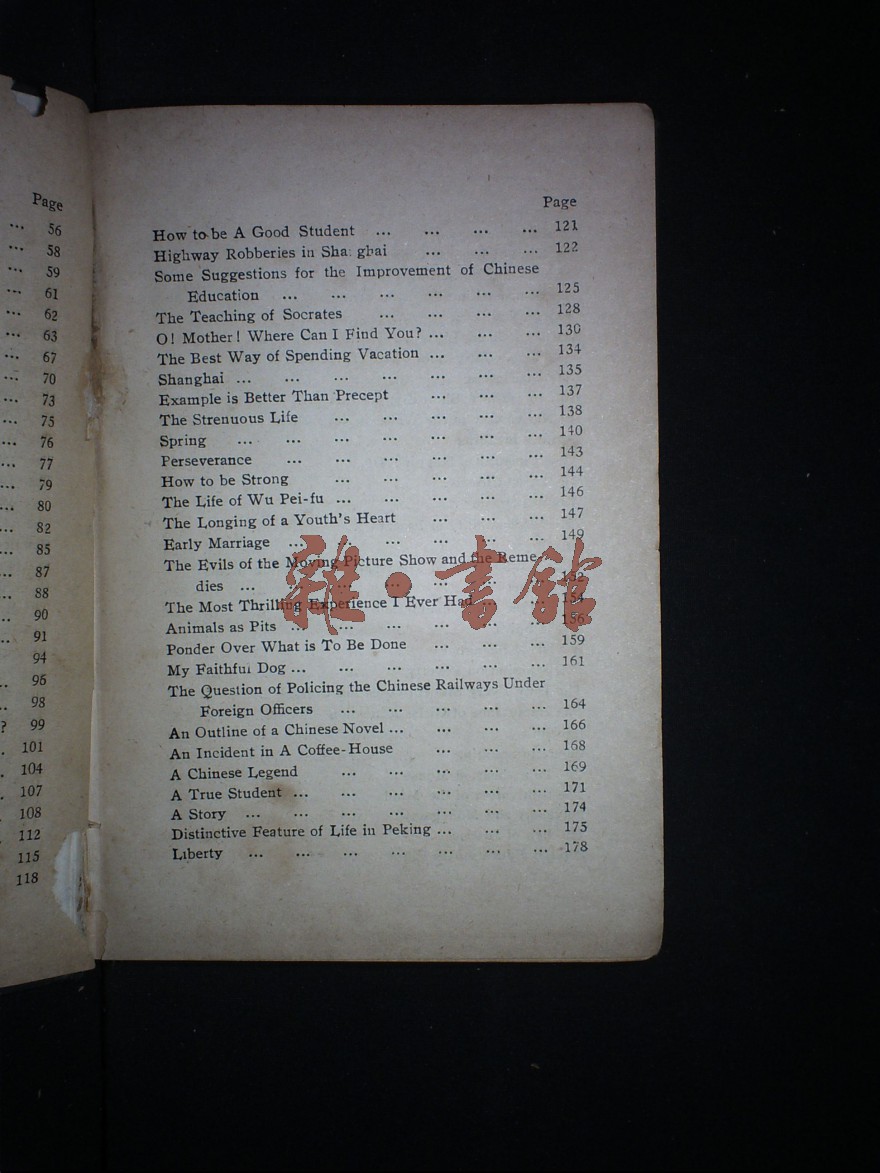 Page
... 56
... 58
... 59
... 61
... 62
... 63
... 67
... 70
... 73
... 75
... 76
... 77
... 79
... 80
... 82
... 85
... 87
... 88
.. 90
.. 91
94
.. 96
.. 98
? 99
. 101
. 104
. 107
. 108
. 112
115
118
Page
How to be A Good Student ... ... ... ... 121
Highway Robberies in Sha ghai ... ... ... 122
Some Suggestions for the Improvement of Chinese
Education ... ... ... ... ... ... 125
The Teaching of Socrates ... ... ... ... 128
O! Mother! Where Can I Find You? ... ... ... 130
The Best Way of Spending Vacation ... ... ... 134
Shanghai ... ... ... ... ... ... ... 135
Example is Better Than Precept ... ... ... 137
The Strenuous Life ... ... ... ... ... 138
Spring ... ... ... ... ... ... ... 140
Perseverance ... ... ... ... ... ... 143
How to be Strong ... ... ... ... ... 144
The Life of Wu Pei-fu ... ... ... ... ... 146
The Longing of a Youth's Heart ... ... ... 147
Early Marriage ... ... ... ... ... ... 149
The Evils of the Moving Picture Show and the Reme-
dies ... ... ... ... ... ... ... 152
The Most Thrilling Experience I Ever Had ... ... 154
Animals as Pits ... ... ... ... ... ... 156
Ponder Over What is To Be Done ... ... ... 159
My Faithful Dog ... ... ... ... ... ... 161
The Question of Policing the Chinese Railways Under
Foreign Officers ... ... ... ... ... 164
An Outline of a Chinese Novel ... ... ... ... 166
An Incident in A Coffee-House ... ... ... 168
A Chinese Legend ... ... ... ... ... 169
A True Student ... ... ... ... ... ... 171
A Story ... ... ... ... ... ... ... 174
Distinctive Feature of Life in Peking ... ... ... 175
Liberty ... ... ... ... ... ... ... 178
雜·書館